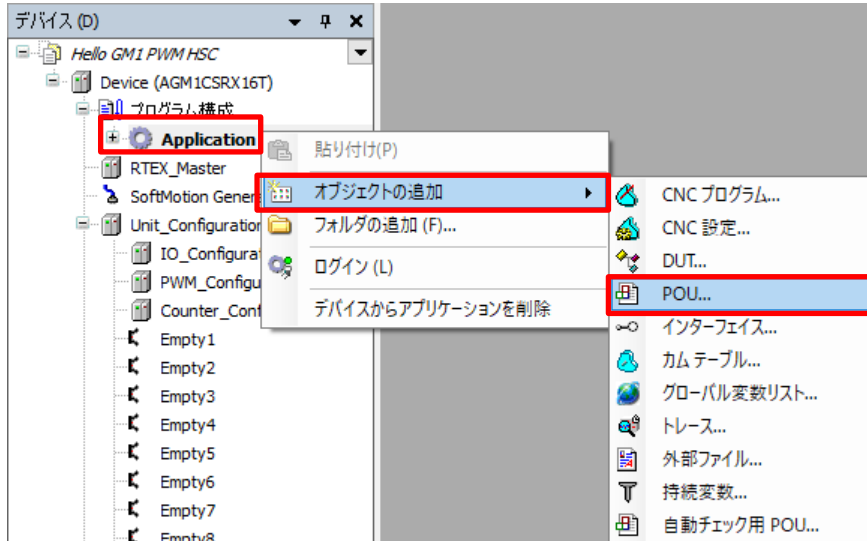 デバイス (D)
Hello GM1 PWM HSC
Device (AGM1CSRX16T)
プログラム構成
Application
RTEX_Master
SoftMotion Gener
Unit_Configuration
IO_Configurat
PWM_Configu
Counter_Conf
Empty1
Empty2
Empty3
Empty4
Empty5
Empty6
Empty7
Empty8
貼り付け(P)
オブジェクトの追加
フォルダの追加 (F)...
ログイン (L)
デバイスからアプリケーションを削除
CNC プログラム...
CNC 設定...
DUT...
POU...
インターフェイス...
カム テーブル...
グローバル変数リスト...
トレース...
外部ファイル...
持続変数...
自動チェック用 POU...